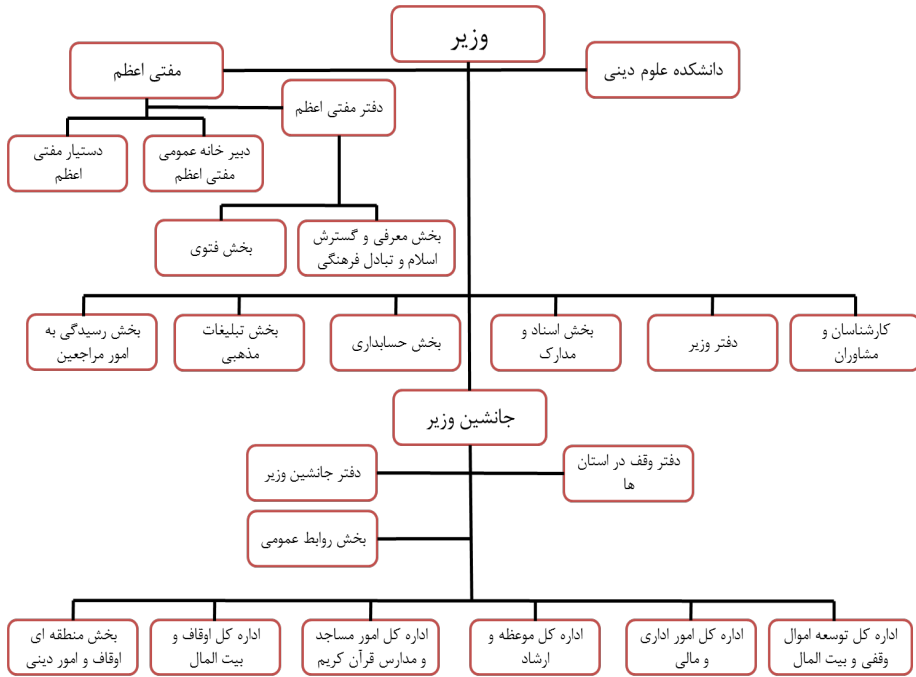 وزیر
دانشکده علوم دینی
مفتی اعظم
دفتر مفتی اعظم
دبیر خانه عمومی
مفتی اعظم
دستیار مفتی
اعظم
بخش معرفی و گسترش
اسلام و تبادل فرهنگی
بخش فتوی
کارشناسان و
مشاوران
دفتر وزیر
بخش اسناد و
مدارک
بخش حسابداری
بخش تبلیغات
مذهبی
بخش رسیدگی به
امور مراجعین
جانشین وزیر
دفتر وقف در استان
ها
دفتر جانشین وزیر
بخش روابط عمومی
اداره کل توسعه اموال
وقفی و بیت المال
اداره کل امور اداری
و مالی
اداره کل موعظه و
ارشاد
اداره کل امور مساجد
و مدارس قرآن کریم
اداره کل اوقاف و
بیت المال
بخش منطقه ای
اوقاف و امور دینی